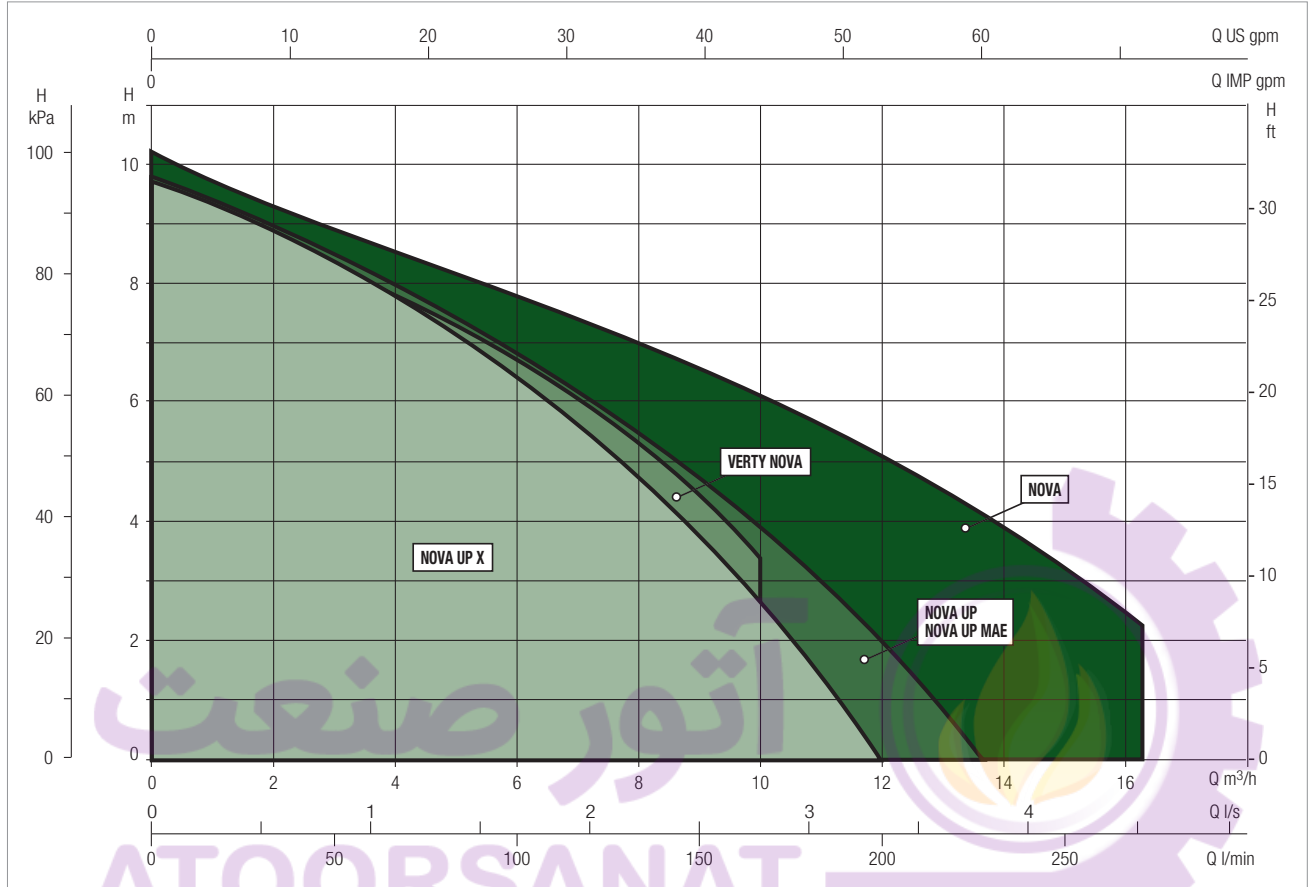 0 10 20 30 40 50 60 Q US gpm
0 Q IMP gpm
H
kPa
H
m
H
ft
100
80
60
40
20
0
10
8
6
4
2
0
30
25
20
15
10
5
0
VERTY NOVA
NOVA
NOVA UP X
NOVA UP
NOVA UP MAE
آتور صنعت
0 2 4 6 8 10 12 14 16 Q m³/h
0 1 2 3 4 Q l/s
0 50 100 150 200 250 Q l/min
ATOORSANAT